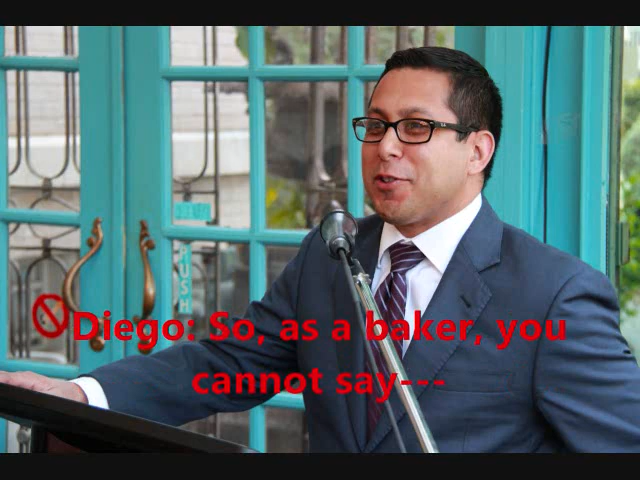 PUSH
Diego: So, as a baker, you
cannot say---